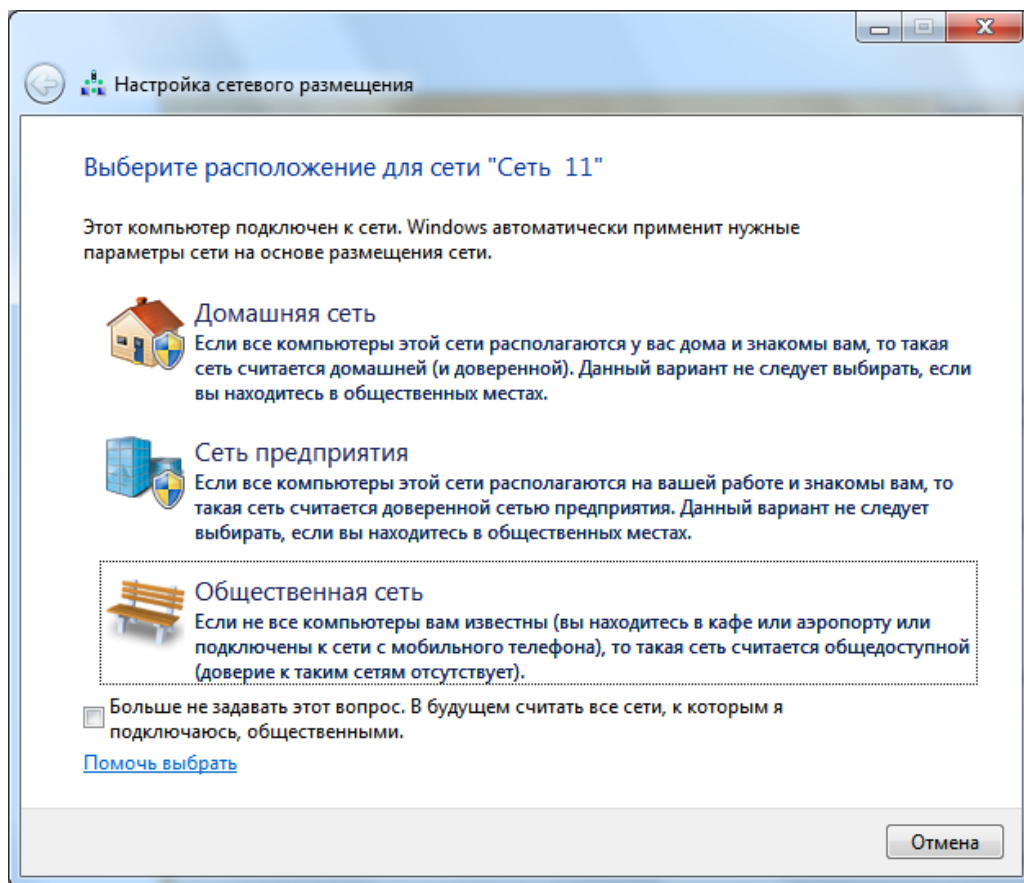 Настройка сетевого размещения
Выберите расположение для сети "Сеть  11"
Этот компьютер подключен к сети. Windows автоматически применит нужные
параметры сети на основе размещения сети.
Домашняя сеть
Если все компьютеры этой сети располагаются у вас дома и знакомы вам, то такая
сеть считается домашней (и доверенной). Данный вариант не следует выбирать, если
вы находитесь в общественных местах.
Сеть предприятия
Если все компьютеры этой сети располагаются на вашей работе и знакомы вам, то
такая сеть считается доверенной сетью предприятия. Данный вариант не следует
выбирать, если вы находитесь в общественных местах.
Общественная сеть
Если не все компьютеры вам известны (вы находитесь в кафе или аэропорту или
подключены к сети с мобильного телефона), то такая сеть считается общедоступной
(доверие к таким сетям отсутствует).
Больше не задавать этот вопрос. В будущем считать все сети, к которым я
подключаюсь, общественными.
Помочь выбрать
Отмена